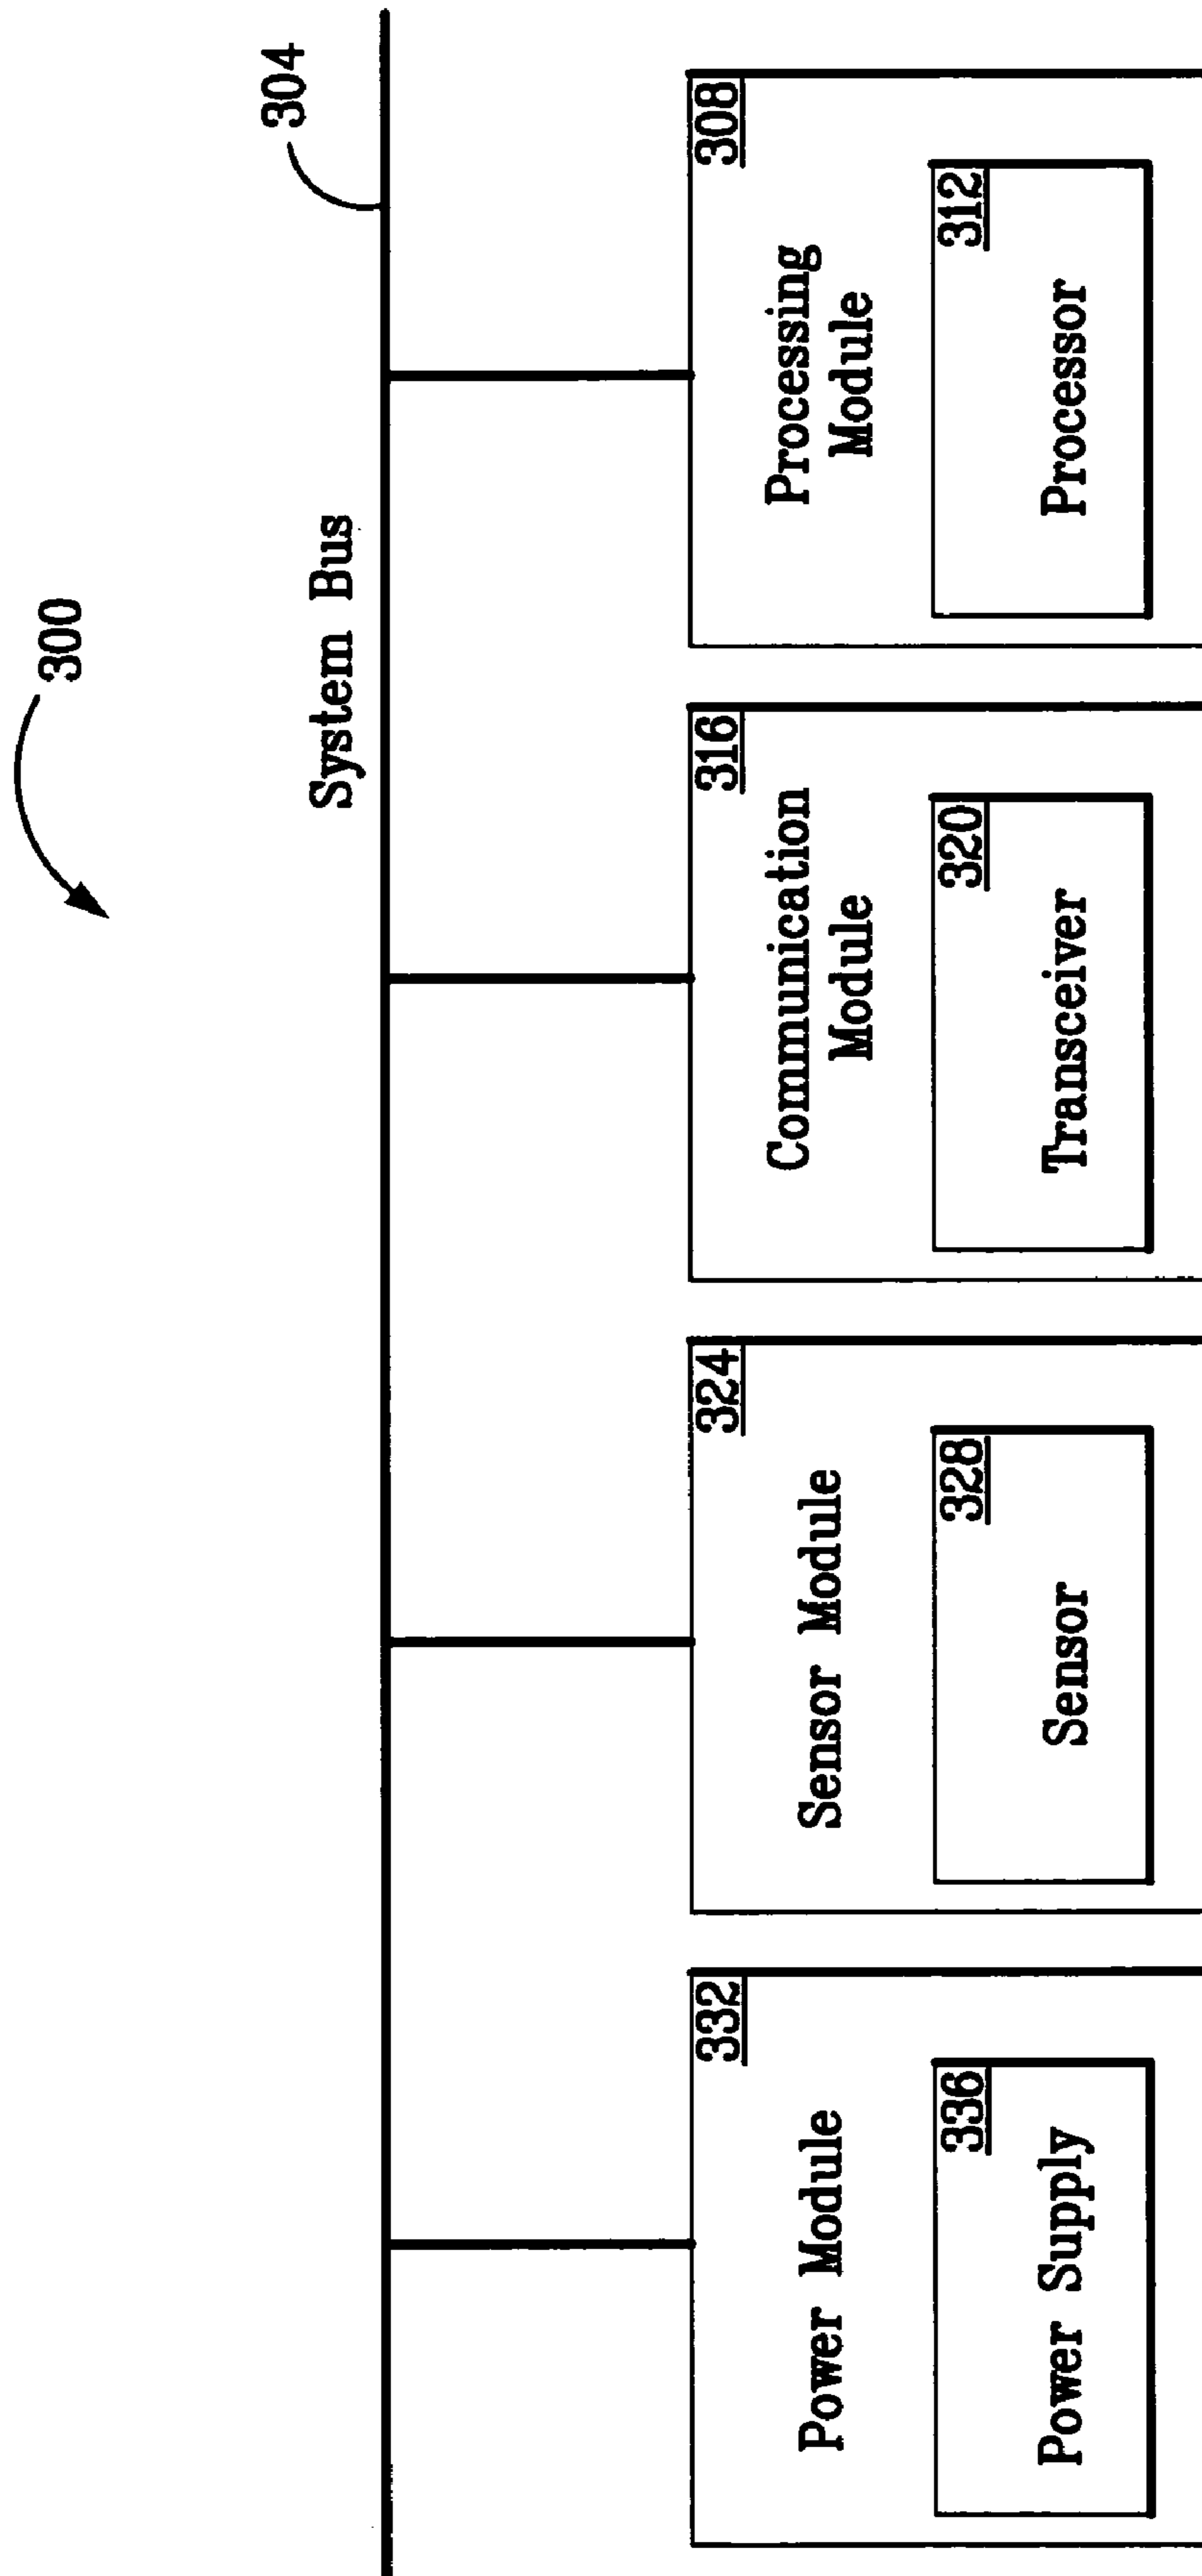 300
304
System Bus
332
Power Module
336
Power Supply
324
Sensor Module
328
Sensor
316
Communication
Module
320
Transceiver
308
Processing
Module
312
Processor